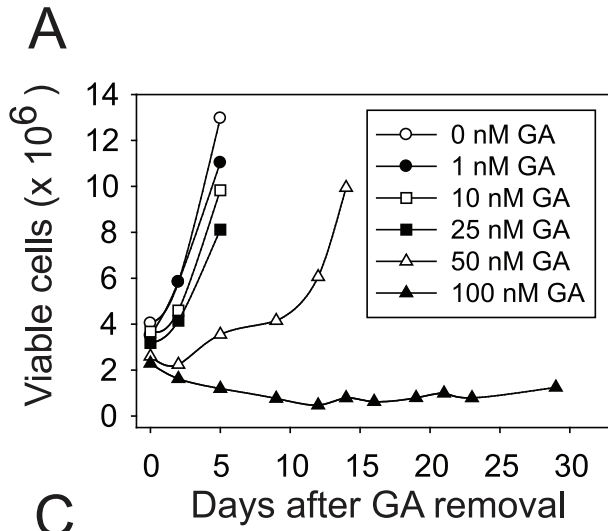 A
Viable cells (x 10⁶ )
14
12
10
8
6
4
2
0
0 nM GA
1 nM GA
10 nM GA
25 nM GA
50 nM GA
100 nM GA
0 5 10 15 20 25 30
Days after GA removal
C